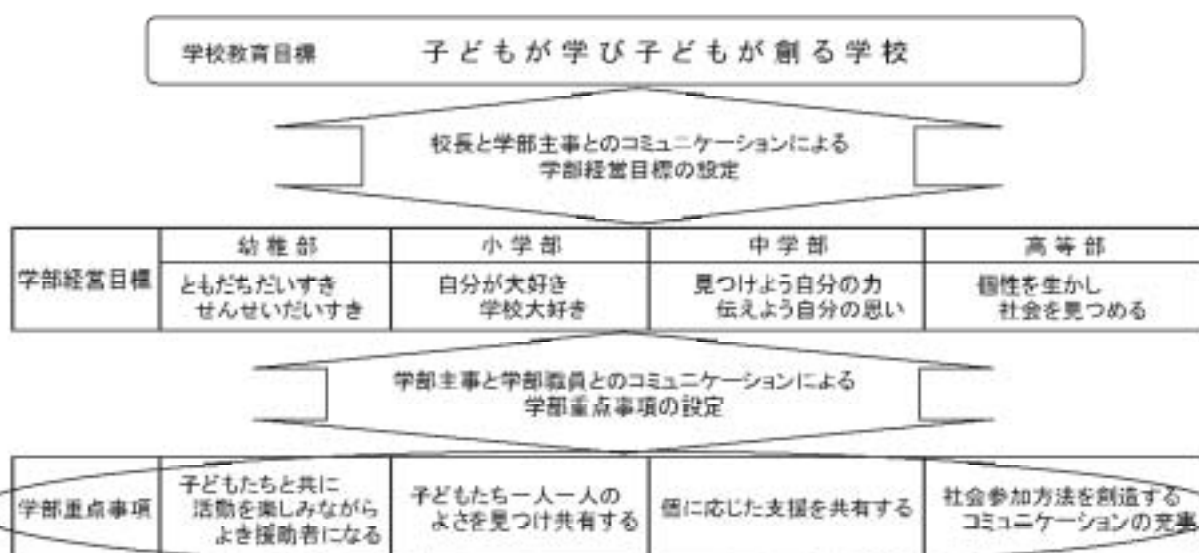 学校教育目標 子どもが学び子どもが創る学校
校長と学部主事とのコミュニケーションによる
学部経営目標の設定
幼稚部 小学部 中学部 高等部
学部経営目標
ともだちだいすき
せんせいだいすき
自分が大好き
学校大好き
見つけよう自分の力
伝えよう自分の思い
個性を生かし
社会を見つめる
学部主事と学部職員とのコミュニケーションによる
学部重点事項の設定
学部重点事項
子どもたちと共に
活動を楽しみながら
よき援助者になる
子どもたち一人一人の
よさを見つけ共有する
個に応じた支援を共有する
社会参加方法を創造する
コミュニケーションの充実